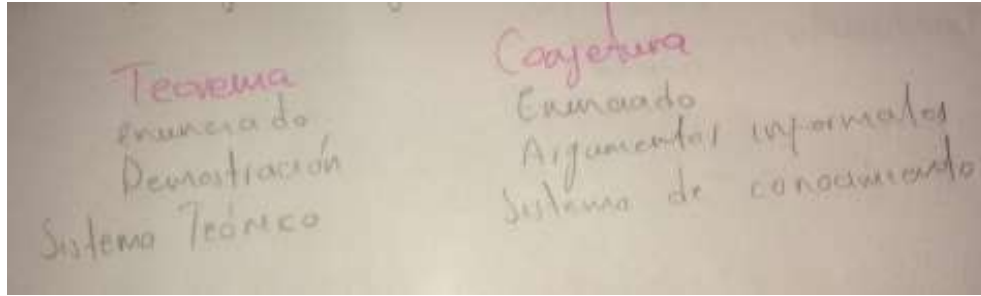 Teorema
enunciado
Demostración
Sistema Teórico
Conjetura
Enunciado
Argumentos informales
Sistema de conocimiento